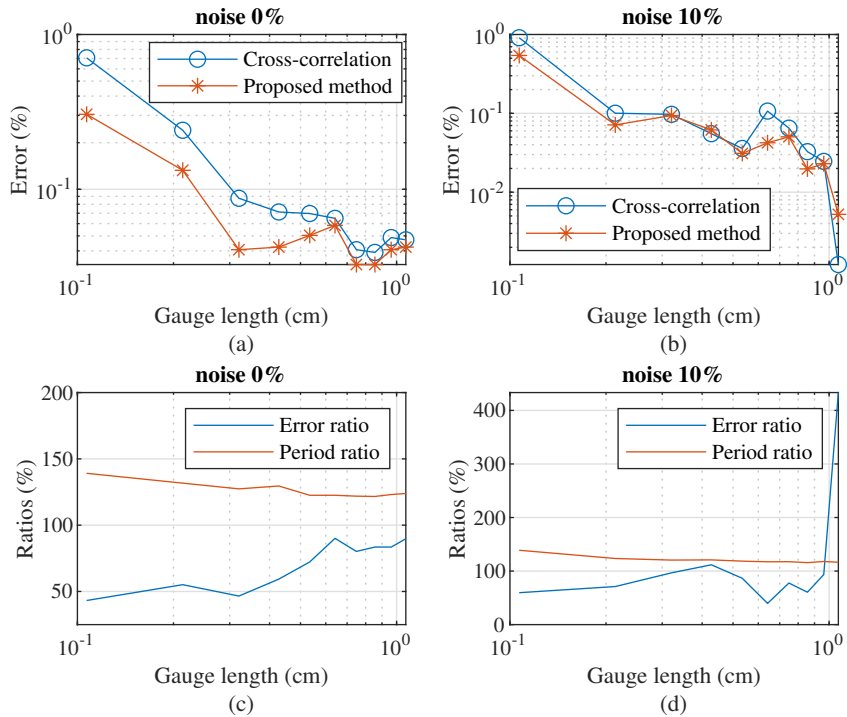 noise 0%
10^0
10^-1
Error (%)
Cross-correlation
Proposed method
10^-1
10^0
Gauge length (cm)
(a)
noise 10%
10^0
10^-1
10^-2
Error (%)
Cross-correlation
Proposed method
10^-1
10^0
Gauge length (cm)
(b)
noise 0%
200
150
100
50
Ratios (%)
Error ratio
Period ratio
10^-1
10^0
Gauge length (cm)
(c)
noise 10%
400
300
200
100
0
Ratios (%)
Error ratio
Period ratio
10^-1
10^0
Gauge length (cm)
(d)